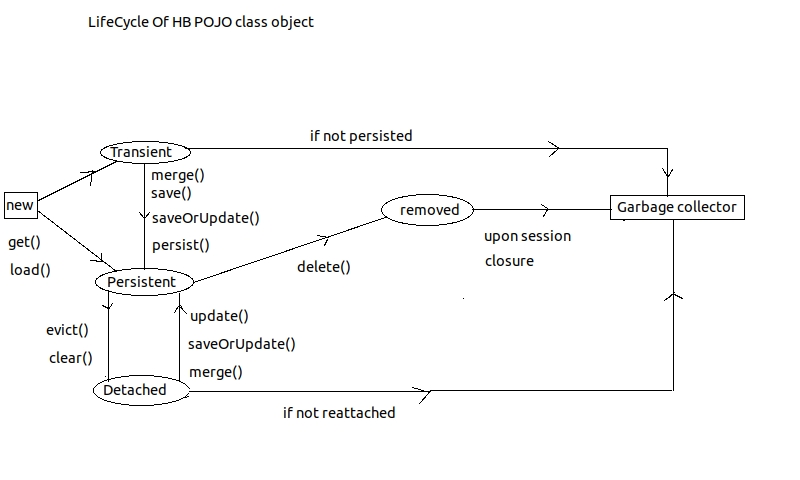 LifeCycle Of HB POJO class object
if not persisted
Transient
merge()
save()
new
saveOrUpdate()
persist()
get()
load()
removed
Garbage collector
upon session
closure
delete()
Persistent
evict()
clear()
update()
saveOrUpdate()
merge()
Detached
if not reattached